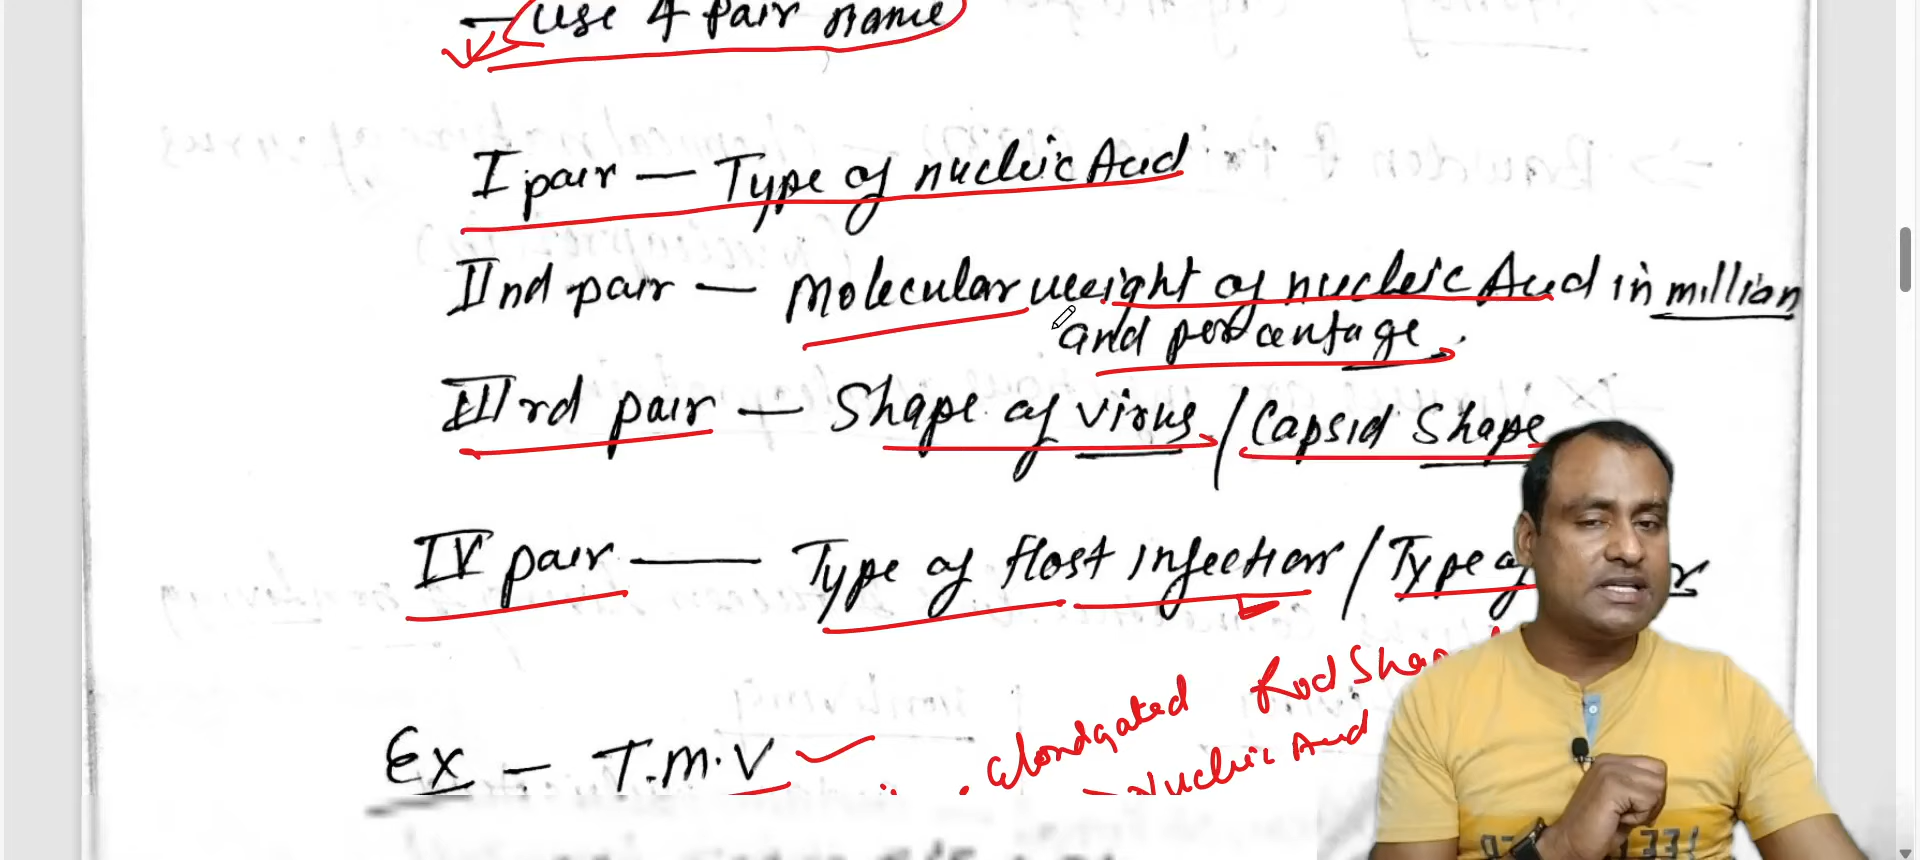 use 4 pair name
I pair — Type of nucleic Acid
IInd pair — Molecular weight of nucleic Acid in million
and percentage.
IIIrd pair — Shape of virus / Capsid Shape
IV pair — Type of Host Infection / Type of
elongated Rod Sha
Nucleic Acid
Ex — T.M.V